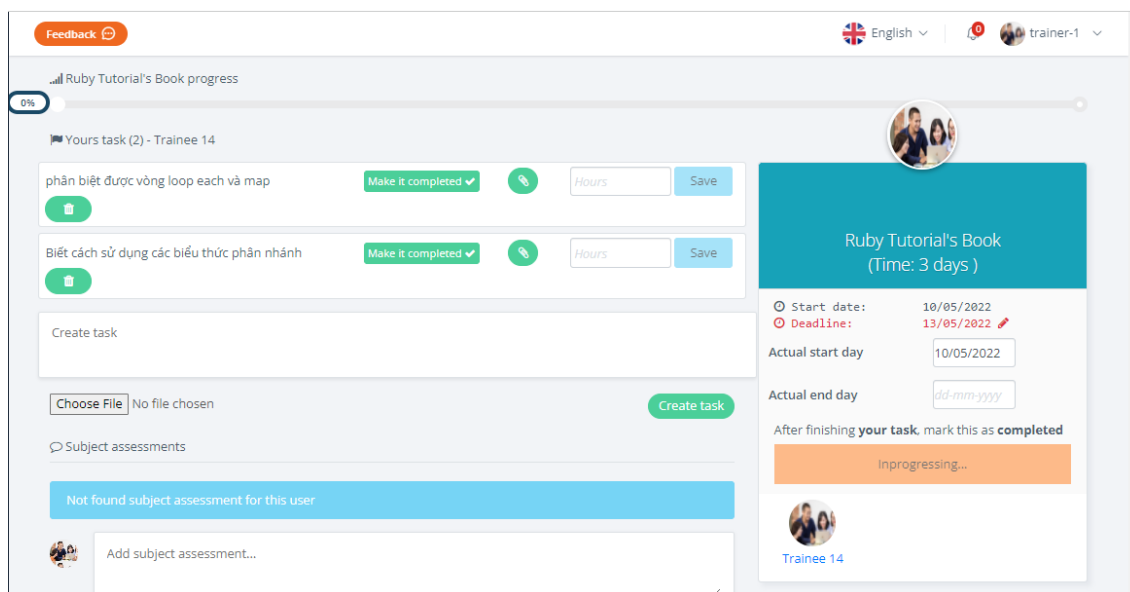 Feedback
English
0
trainer-1
Ruby Tutorial's Book progress
0%
Yours task (2) - Trainee 14
phân biệt được vòng loop each và map
Make it completed
Hours
Save
Biết cách sử dụng các biểu thức phân nhánh
Make it completed
Hours
Save
Create task
Choose File No file chosen
Create task
Subject assessments
Not found subject assessment for this user
Add subject assessment...
Ruby Tutorial's Book
(Time: 3 days )
Start date: 10/05/2022
Deadline: 13/05/2022
Actual start day 10/05/2022
Actual end day dd-mm-yyyy
After finishing your task, mark this as completed
Inprogressing...
Trainee 14